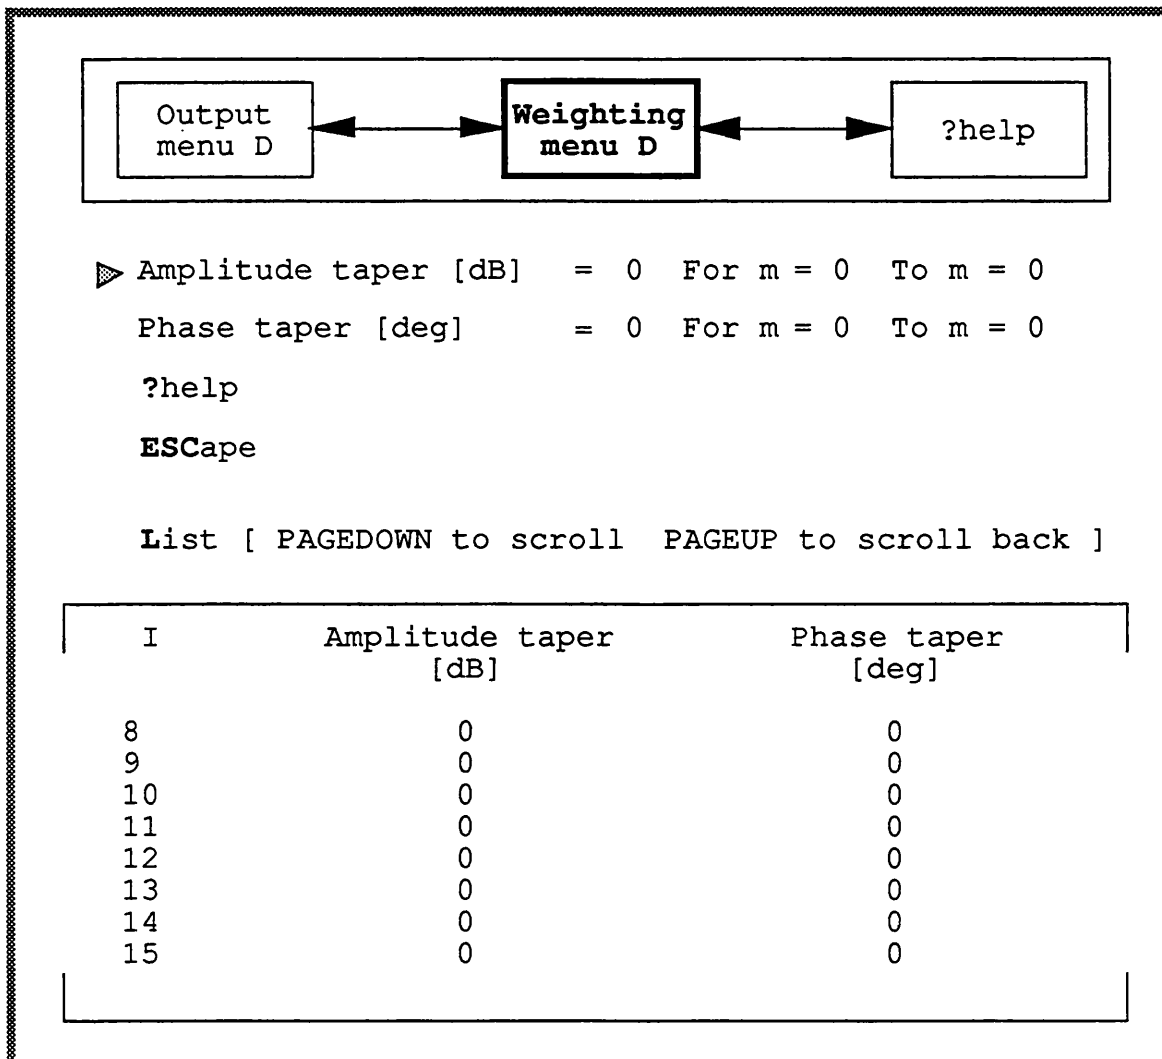 Output
menu D
Weighting
menu D
?help
Amplitude taper [dB] = 0 For m = 0 To m = 0
Phase taper [deg] = 0 For m = 0 To m = 0
?help
ESCape
List [ PAGEDOWN to scroll PAGEUP to scroll back ]
I Amplitude taper Phase taper
[dB] [deg]
8 0 0
9 0 0
10 0 0
11 0 0
12 0 0
13 0 0
14 0 0
15 0 0